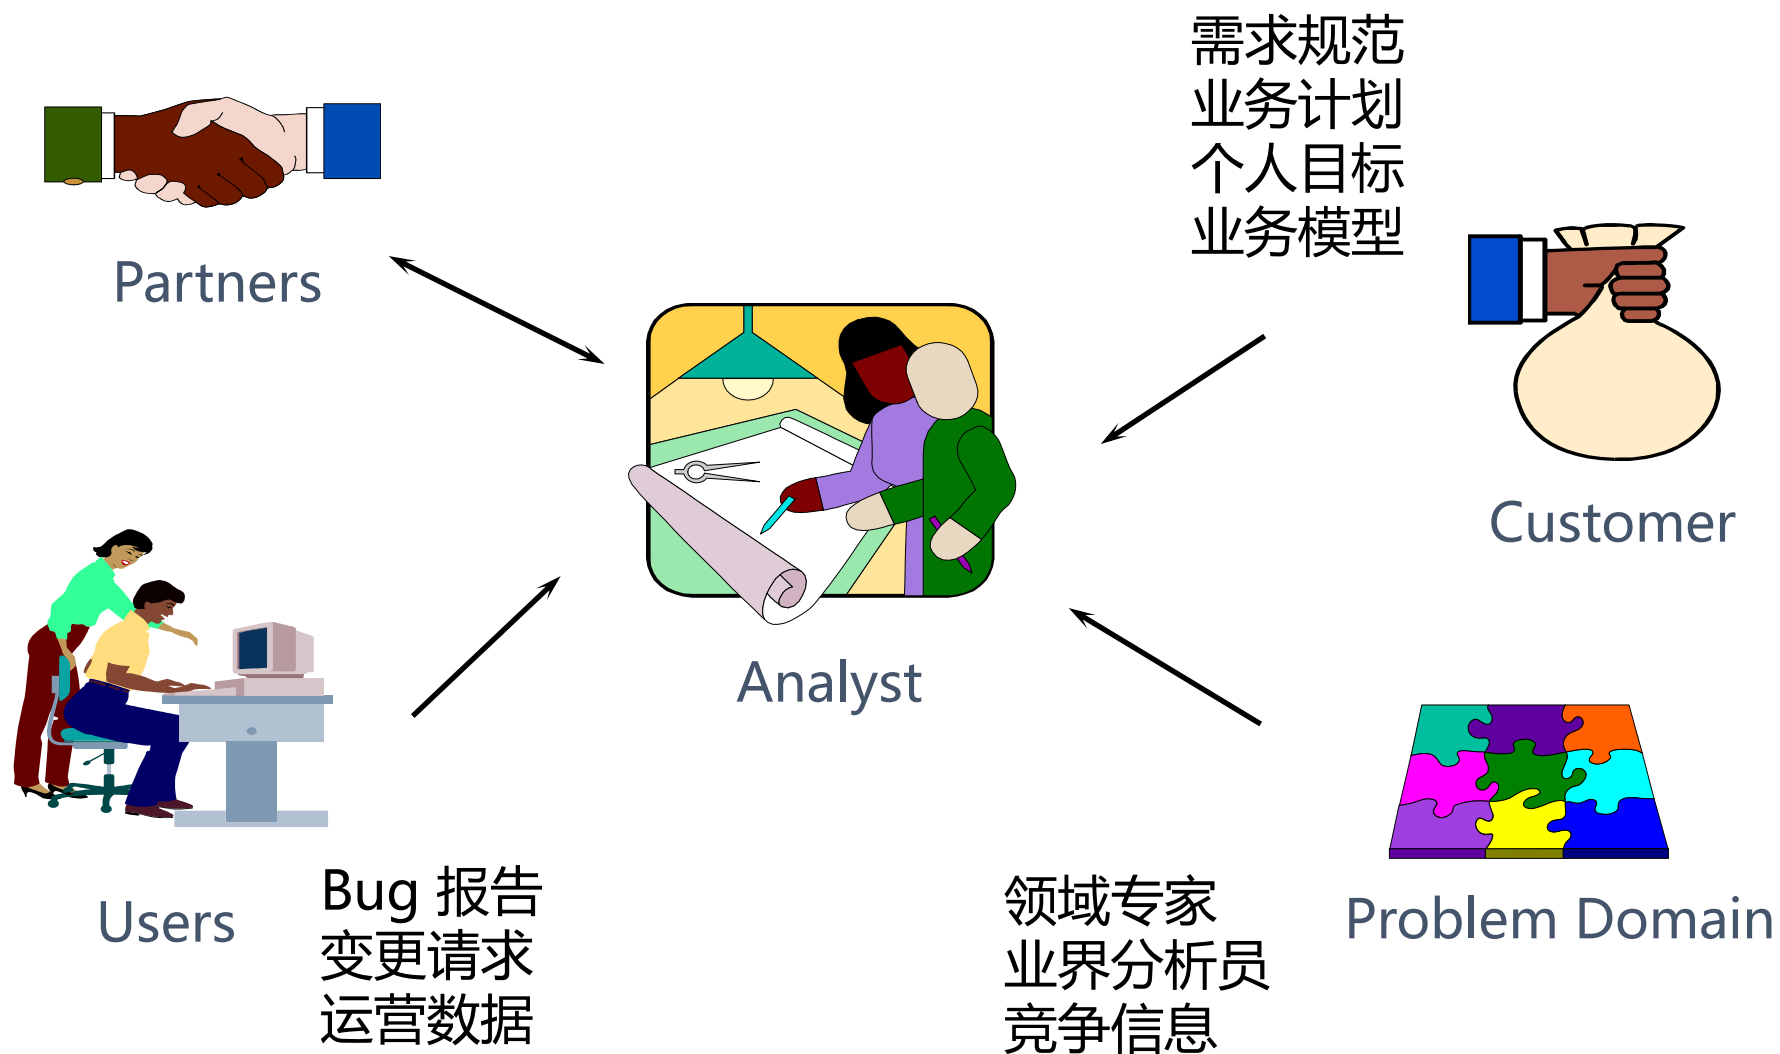 需求规范
业务计划
个人目标
业务模型
Partners
Customer
Analyst
Users
Bug 报告
变更请求
运营数据
领域专家
业界分析员
竞争信息
Problem Domain